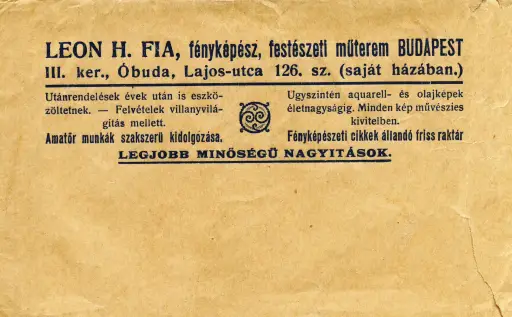 LEON H. FIA, fényképész, festészeti műterem BUDAPEST
III. ker., Óbuda, Lajos-utca 126. sz. (saját házában.)
Utánrendelések évek után is eszkö-
zöltetnek. — Felvételek villanyvilá-
gitás mellett.
Amatőr munkák szakszerű kidolgozása.
Ugyszintén aquarell- és olajképek
életnagyságig. Minden kép művészies
kivitelben.
Fényképészeti cikkek állandó friss raktár
LEGJOBB MINŐSÉGŰ NAGYITÁSOK.